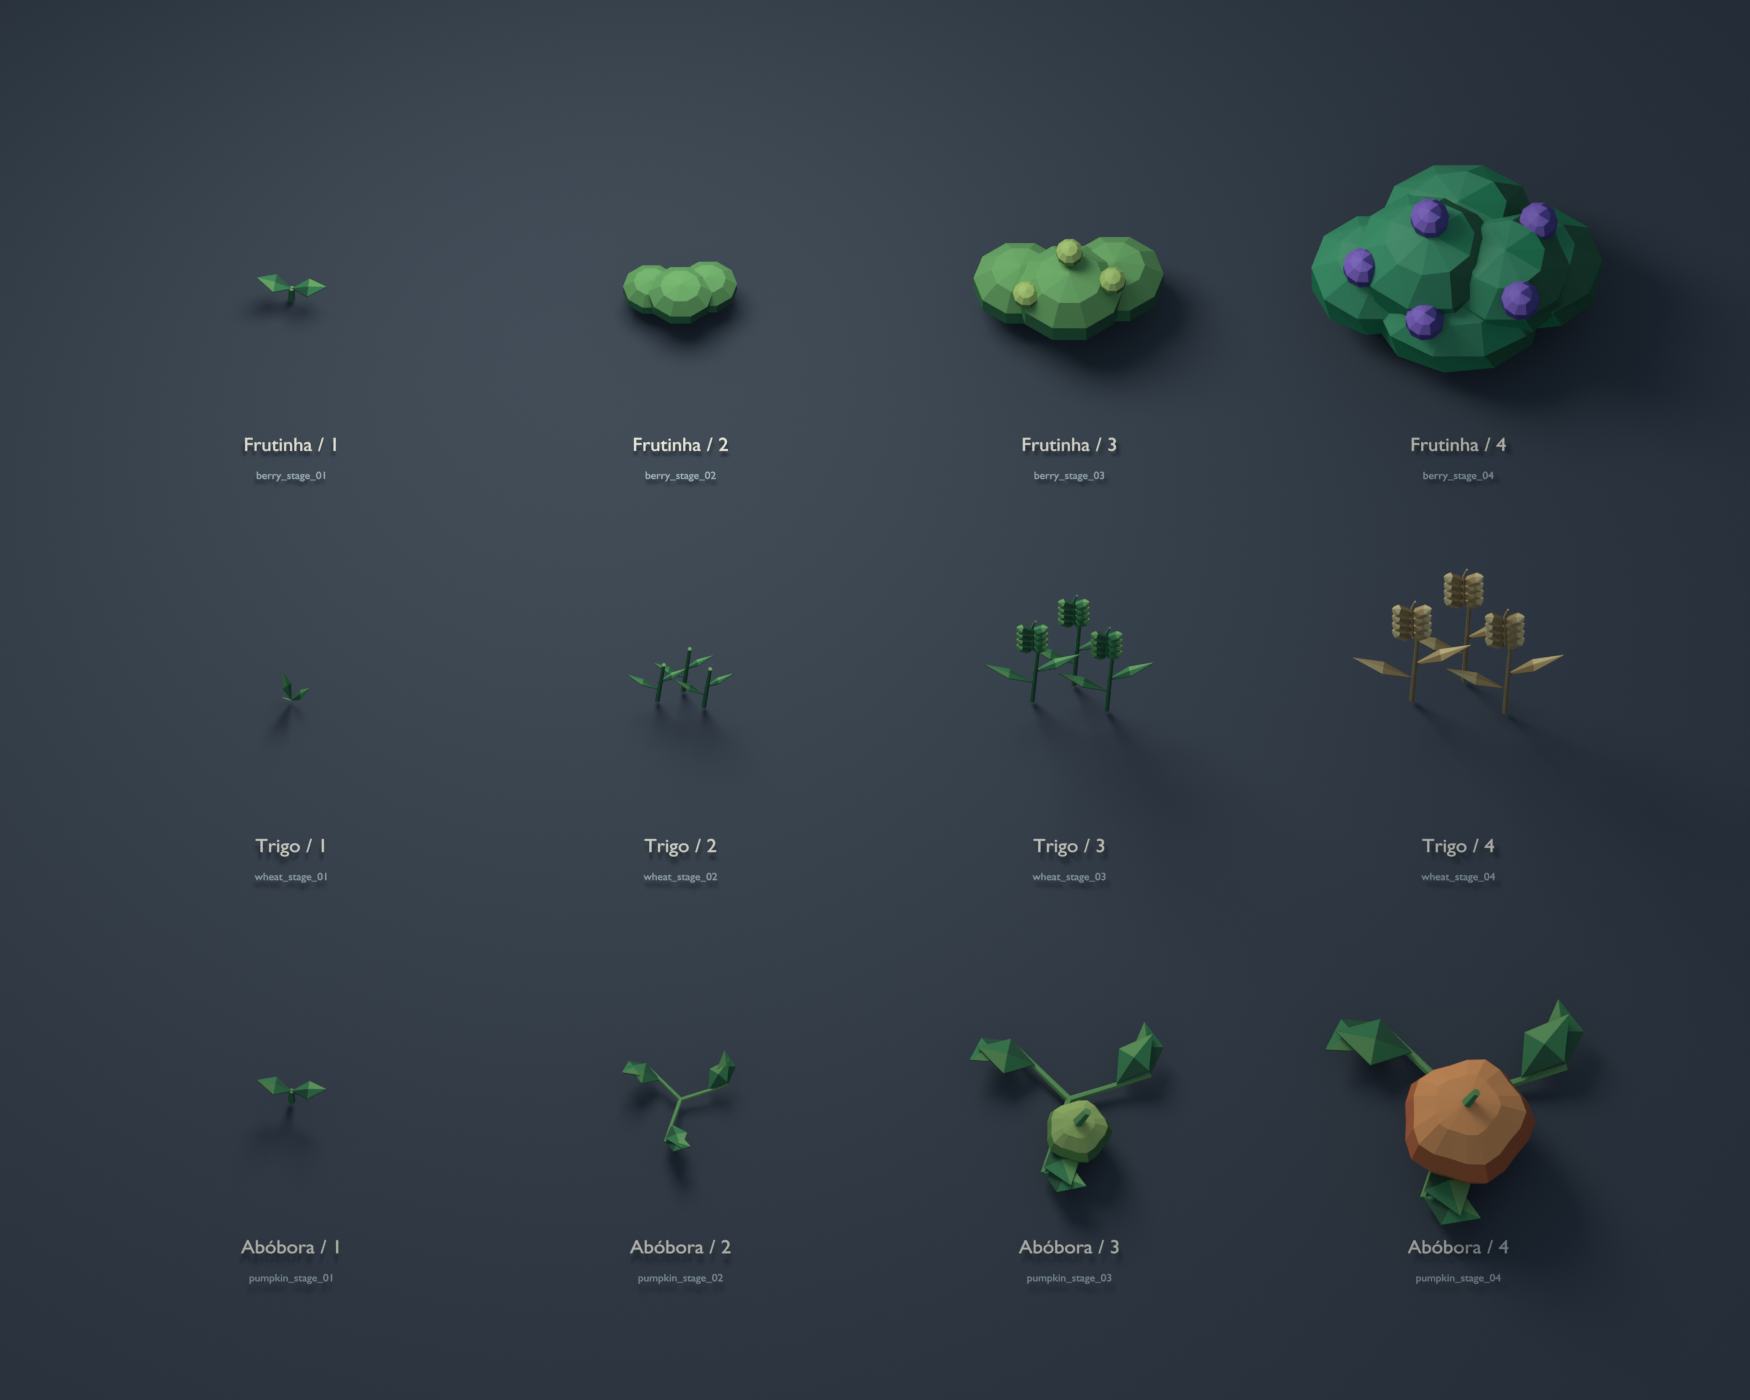 Frutinha / 1
berry_stage_01
Frutinha / 2
berry_stage_02
Frutinha / 3
berry_stage_03
Frutinha / 4
berry_stage_04
Trigo / 1
wheat_stage_01
Trigo / 2
wheat_stage_02
Trigo / 3
wheat_stage_03
Trigo / 4
wheat_stage_04
Abóbora / 1
pumpkin_stage_01
Abóbora / 2
pumpkin_stage_02
Abóbora / 3
pumpkin_stage_03
Abóbora / 4
pumpkin_stage_04